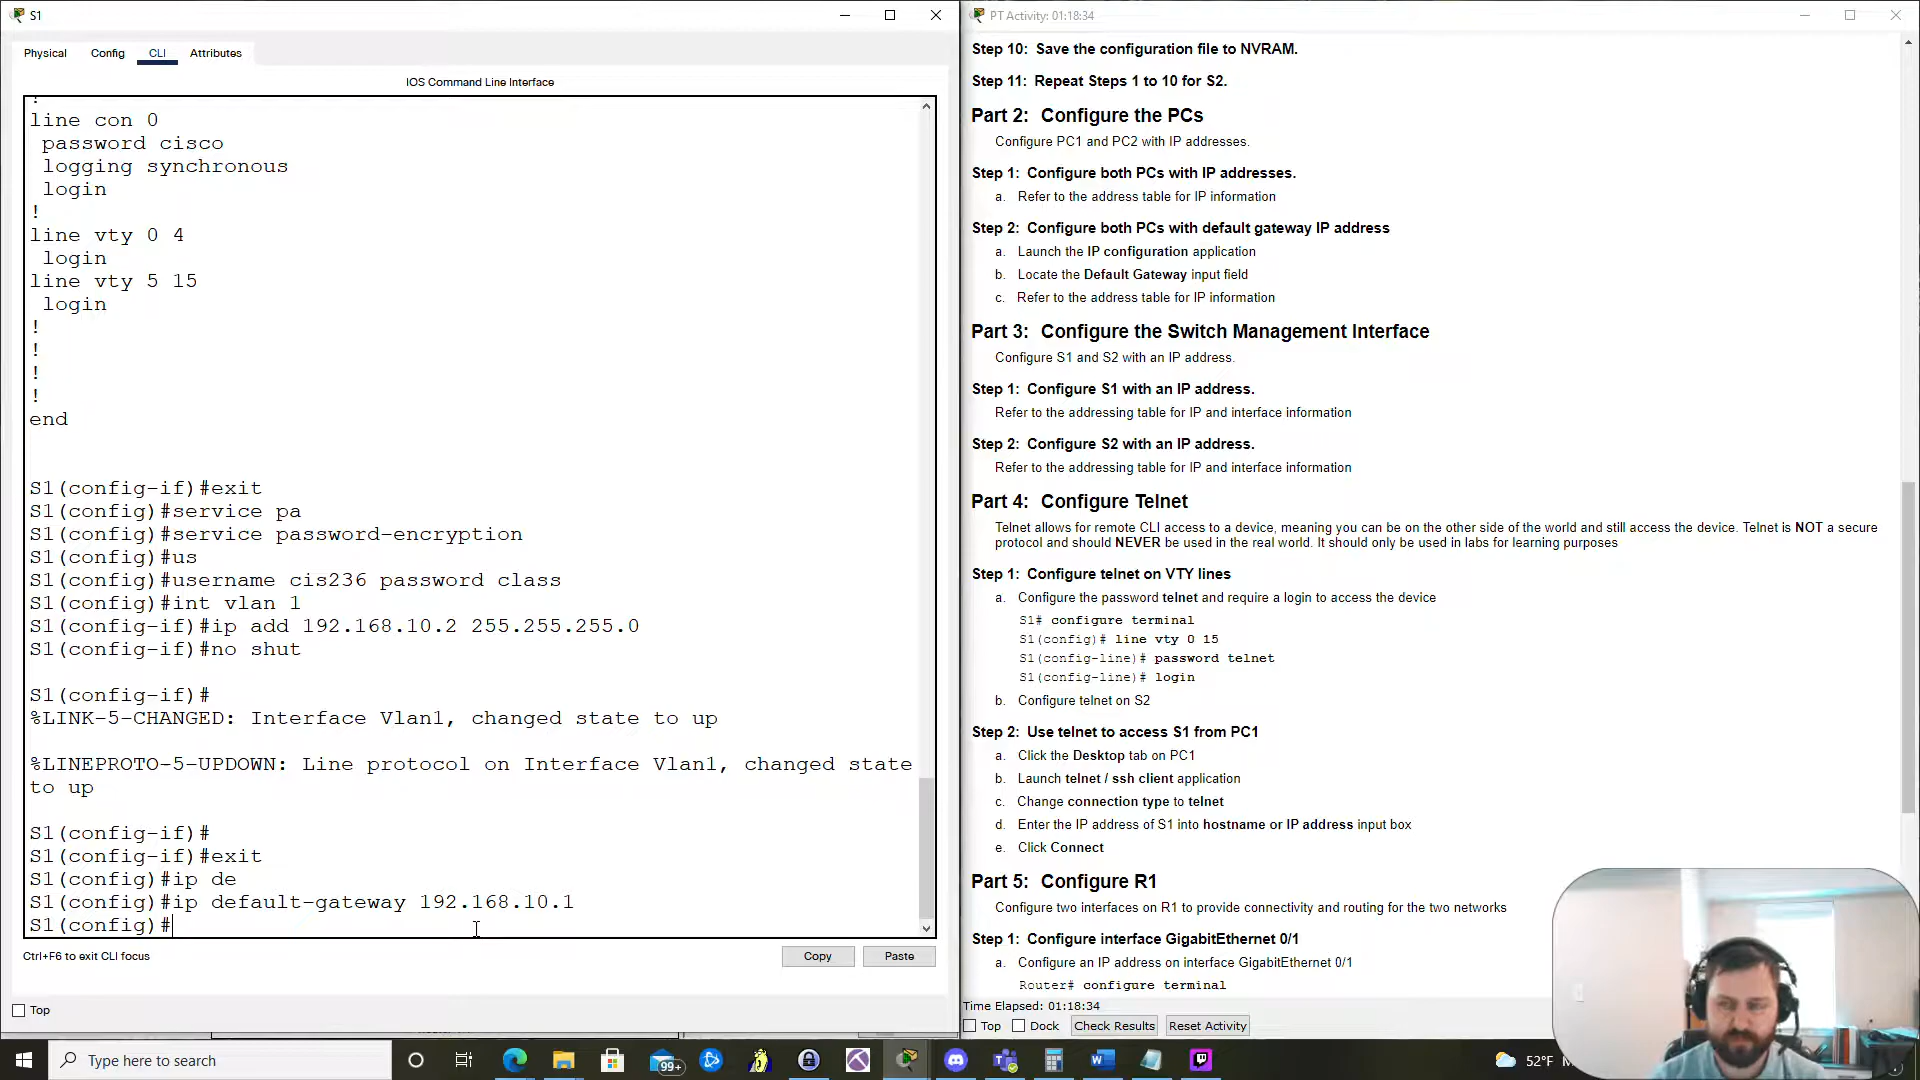 S1
Physical
Config
CLI
Attributes
IOS Command Line Interface
!
line con 0
password cisco
logging synchronous
login
!
line vty 0 4
login
line vty 5 15
login
!
!
!
!
end
S1(config-if)#exit
S1(config)#service pa
S1(config)#service password-encryption
S1(config)#us
S1(config)#username cis236 password class
S1(config)#int vlan 1
S1(config-if)#ip add 192.168.10.2 255.255.255.0
S1(config-if)#no shut
S1(config-if)#
%LINK-5-CHANGED: Interface Vlan1, changed state to up
%LINEPROTO-5-UPDOWN: Line protocol on Interface Vlan1, changed state
to up
S1(config-if)#
S1(config-if)#exit
S1(config)#ip de
S1(config)#ip default-gateway 192.168.10.1
S1(config)#
Ctrl+F6 to exit CLI focus
Copy
Paste
Top
PT Activity: 01:18:34
Step 10: Save the configuration file to NVRAM.
Step 11: Repeat Steps 1 to 10 for S2.
Part 2: Configure the PCs
Configure PC1 and PC2 with IP addresses.
Step 1: Configure both PCs with IP addresses.
a. Refer to the address table for IP information
Step 2: Configure both PCs with default gateway IP address
a. Launch the IP configuration application
b. Locate the Default Gateway input field
c. Refer to the address table for IP information
Part 3: Configure the Switch Management Interface
Configure S1 and S2 with an IP address.
Step 1: Configure S1 with an IP address.
Refer to the addressing table for IP and interface information
Step 2: Configure S2 with an IP address.
Refer to the addressing table for IP and interface information
Part 4: Configure Telnet
Telnet allows for remote CLI access to a device, meaning you can be on the other side of the world and still access the device. Telnet is NOT a secure
protocol and should NEVER be used in the real world. It should only be used in labs for learning purposes
Step 1: Configure telnet on VTY lines
a. Configure the password telnet and require a login to access the device
S1# configure terminal
S1(config)# line vty 0 15
S1(config-line)# password telnet
S1(config-line)# login
b. Configure telnet on S2
Step 2: Use telnet to access S1 from PC1
a. Click the Desktop tab on PC1
b. Launch telnet / ssh client application
c. Change connection type to telnet
d. Enter the IP address of S1 into hostname or IP address input box
e. Click Connect
Part 5: Configure R1
Configure two interfaces on R1 to provide connectivity and routing for the two networks
Step 1: Configure interface GigabitEthernet 0/1
a. Configure an IP address on interface GigabitEthernet 0/1
Router# configure terminal
Time Elapsed: 01:18:34
Top
Dock
Check Results
Reset Activity
Type here to search
99+
52°F